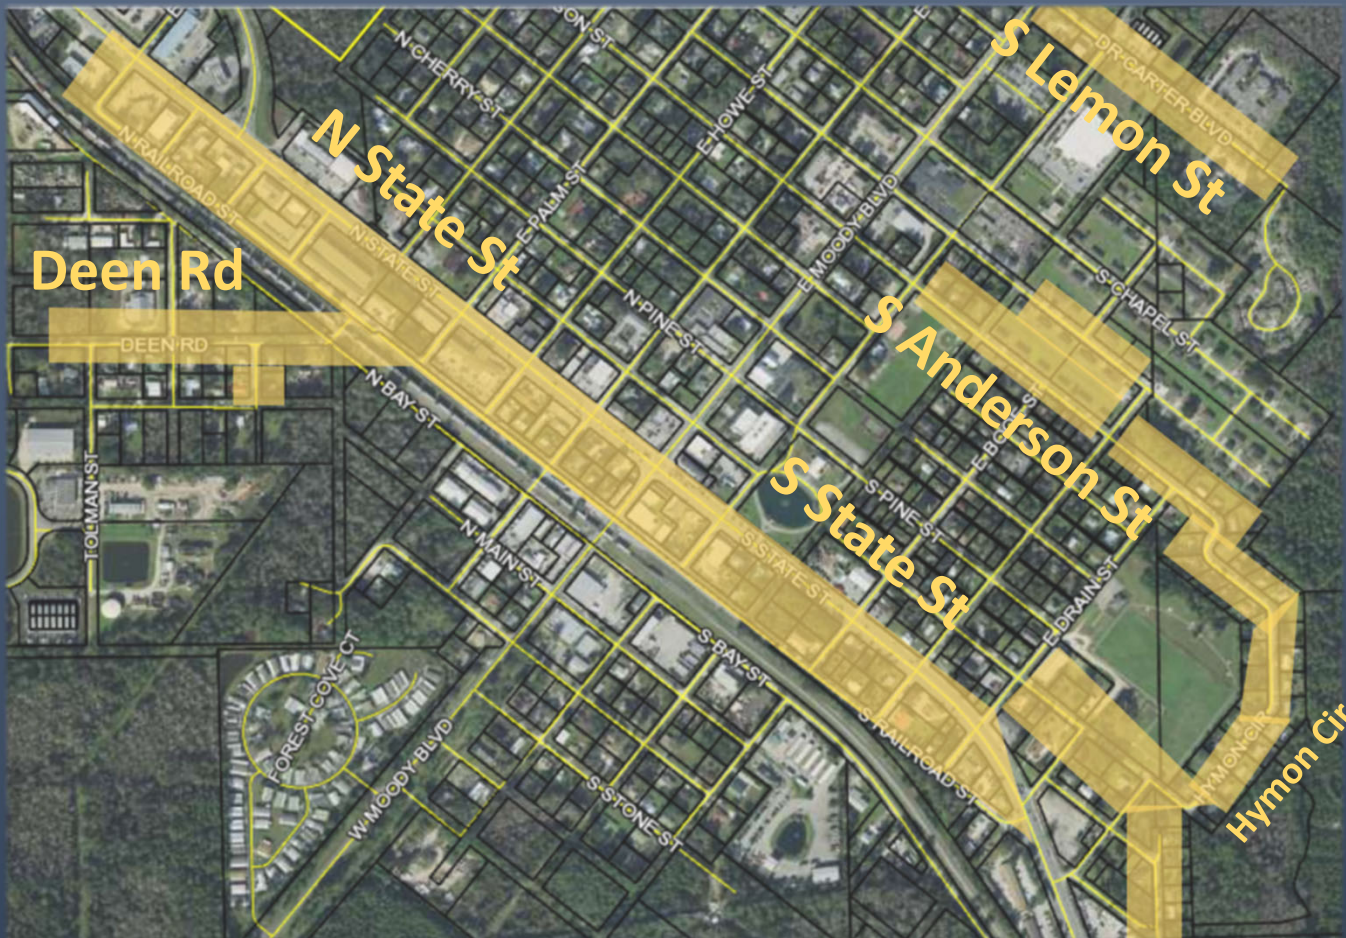 S Lemon St
DR CARTER BLVD
N CHERRY ST
N State St
E HOWE ST
N RAILROAD ST
E PALM ST
E MOODY BLVD
Deen Rd
N STATE ST
S CHAPEL ST
N PINE ST
S Anderson St
DEEN RD
N BAY ST
S State St
S PINE ST
TOLMAN ST
N MAIN ST
S STATE ST
E DRAIN ST
S BAY ST
FOREST COVE CT
S RAILROAD ST
Hymon Cir
W MOODY BLVD
S STONE ST